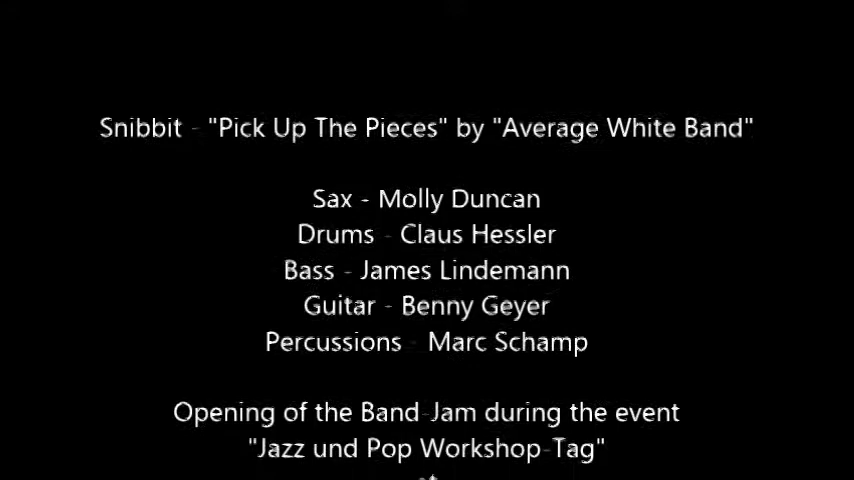 Snibbit - "Pick Up The Pieces" by "Average White Band"
Sax - Molly Duncan
Drums - Claus Hessler
Bass - James Lindemann
Guitar - Benny Geyer
Percussions - Marc Schamp
Opening of the Band-Jam during the event
"Jazz und Pop Workshop-Tag"